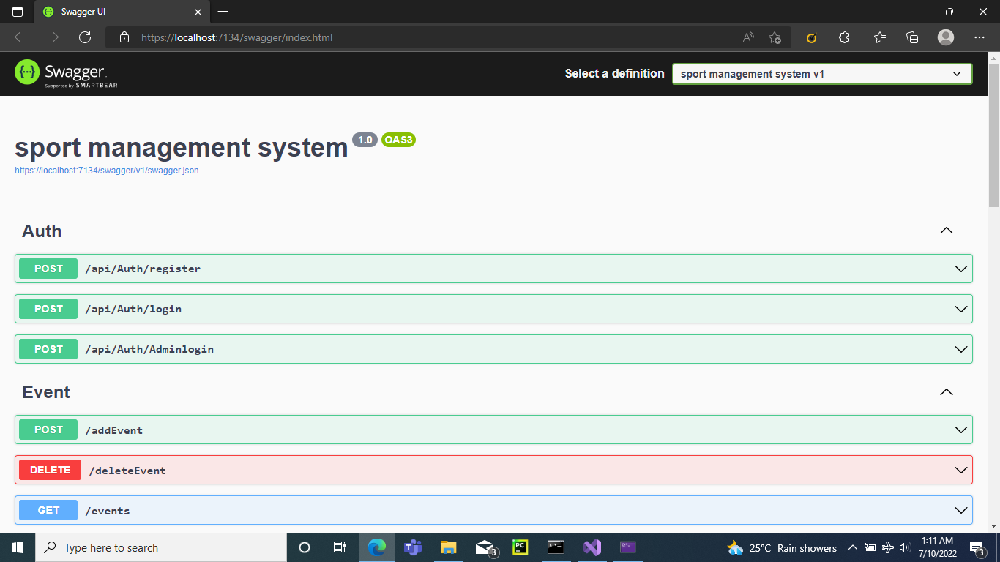 Swagger UI
https://localhost:7134/swagger/index.html
Swagger.
Supported by SMARTBEAR
Select a definition
sport management system v1
sport management system 1.0 OAS3
https://localhost:7134/swagger/v1/swagger.json
Auth
POST /api/Auth/register
POST /api/Auth/login
POST /api/Auth/Adminlogin
Event
POST /addEvent
DELETE /deleteEvent
GET /events
Type here to search
3
PC
25°C Rain showers
1:11 AM
7/10/2022
3